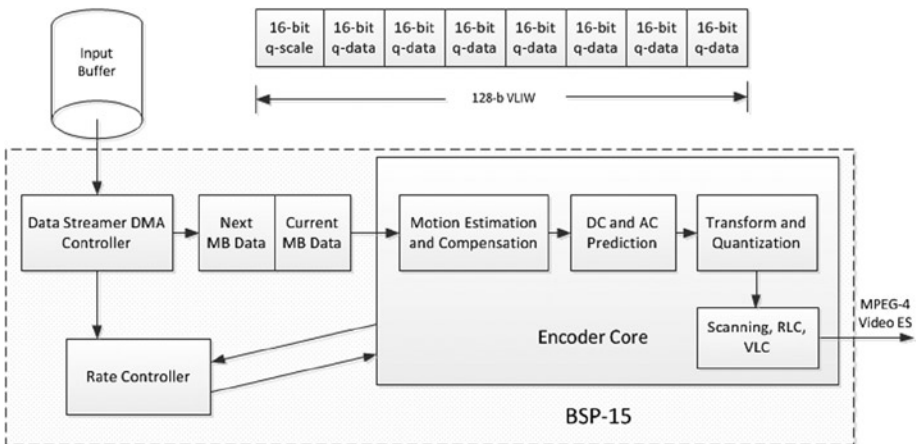 Input
Buffer
16-bit
q-scale
16-bit
q-data
16-bit
q-data
16-bit
q-data
16-bit
q-data
16-bit
q-data
16-bit
q-data
16-bit
q-data
128-b VLIW
Data Streamer DMA
Controller
Next
MB Data
Current
MB Data
Motion Estimation
and Compensation
DC and AC
Prediction
Transform and
Quantization
Scanning, RLC,
VLC
MPEG-4
Video ES
Encoder Core
Rate Controller
BSP-15